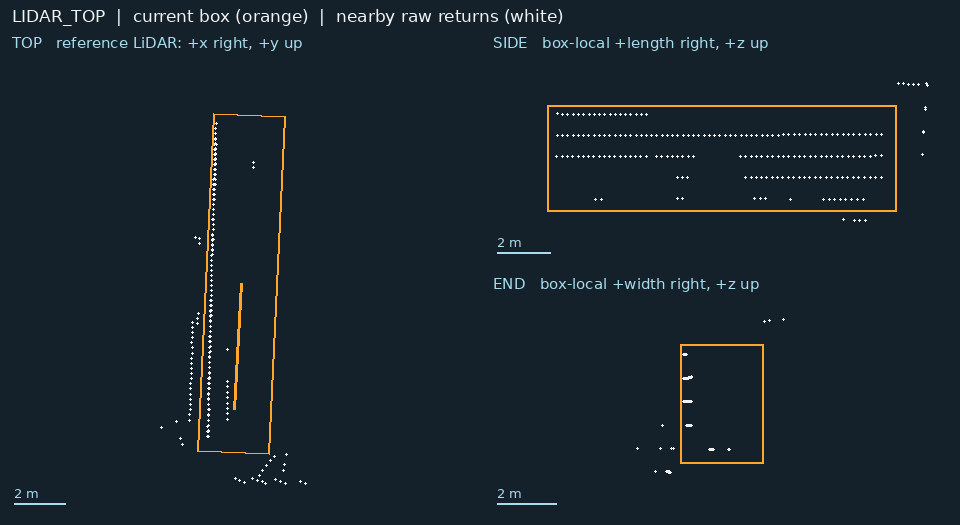 LIDAR_TOP | current box (orange) | nearby raw returns (white)
TOP reference LiDAR: +x right, +y up
SIDE box-local +length right, +z up
2 m
END box-local +width right, +z up
2 m
2 m